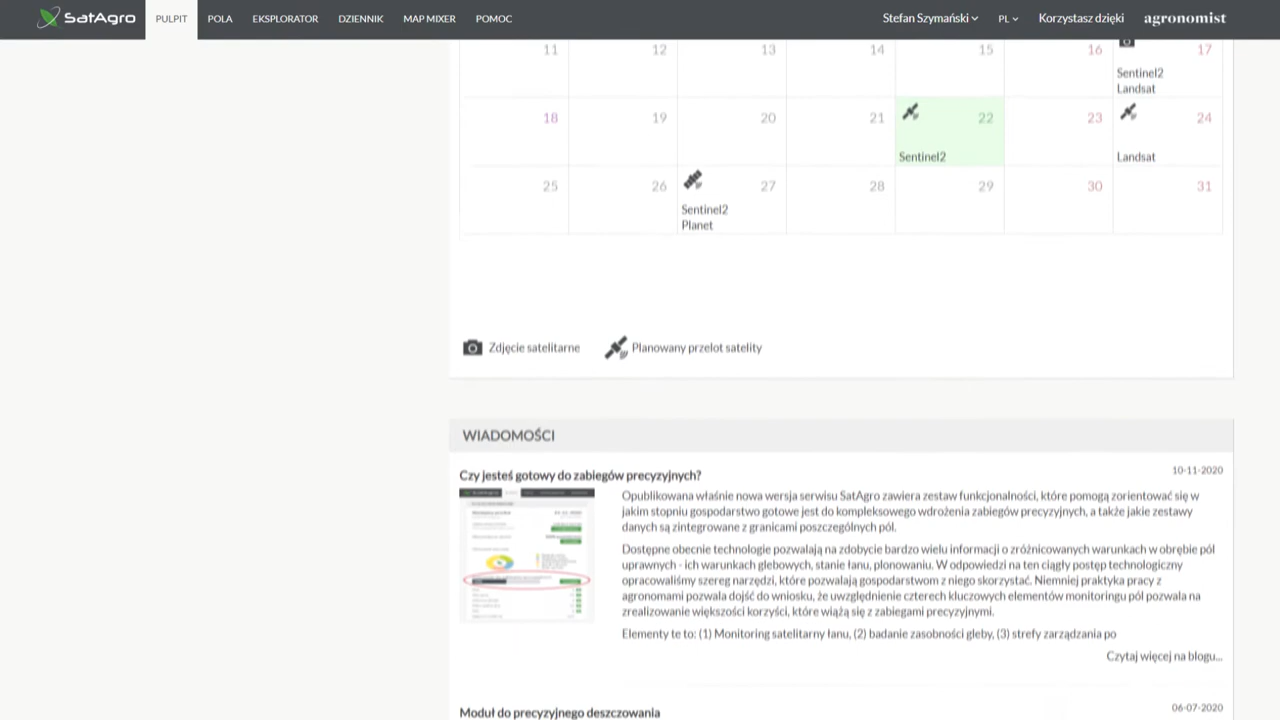 SatAgro PULPIT POLA EKSPLORATOR DZIENNIK MAP MIXER POMOC Stefan Szymański PL Korzystasz dzięki agronomist
11 12 13 14 15 16 17
Sentinel2
Landsat
18 19 20 21 22 23 24
Sentinel2 Landsat
25 26 27 28 29 30 31
Sentinel2
Planet
Zdjęcie satelitarne Planowany przelot satelity
WIADOMOŚCI
Czy jesteś gotowy do zabiegów precyzyjnych? 10-11-2020
Opublikowana właśnie nowa wersja serwisu SatAgro zawiera zestaw funkcjonalności, które pomogą zorientować się w
jakim stopniu gospodarstwo gotowe jest do kompleksowego wdrożenia zabiegów precyzyjnych, a także jakie zestawy
danych są zintegrowane z granicami poszczególnych pól.
Dostępne obecnie technologie pozwalają na zdobycie bardzo wielu informacji o zróżnicowanych warunkach w obrębie pól
uprawnych - ich warunkach glebowych, stanie łanu, plonowaniu. W odpowiedzi na ten ciągły postęp technologiczny
opracowaliśmy szereg narzędzi, które pozwalają gospodarstwom z niego skorzystać. Niemniej praktyka pracy z
agronomami pozwala dojść do wniosku, że uwzględnienie czterech kluczowych elementów monitoringu pól pozwala na
zrealizowanie większości korzyści, które wiążą się z zabiegami precyzyjnymi.
Elementy te to: (1) Monitoring satelitarny łanu, (2) badanie zasobności gleby, (3) strefy zarządzania po
Czytaj więcej na blogu...
Moduł do precyzyjnego deszczowania 06-07-2020